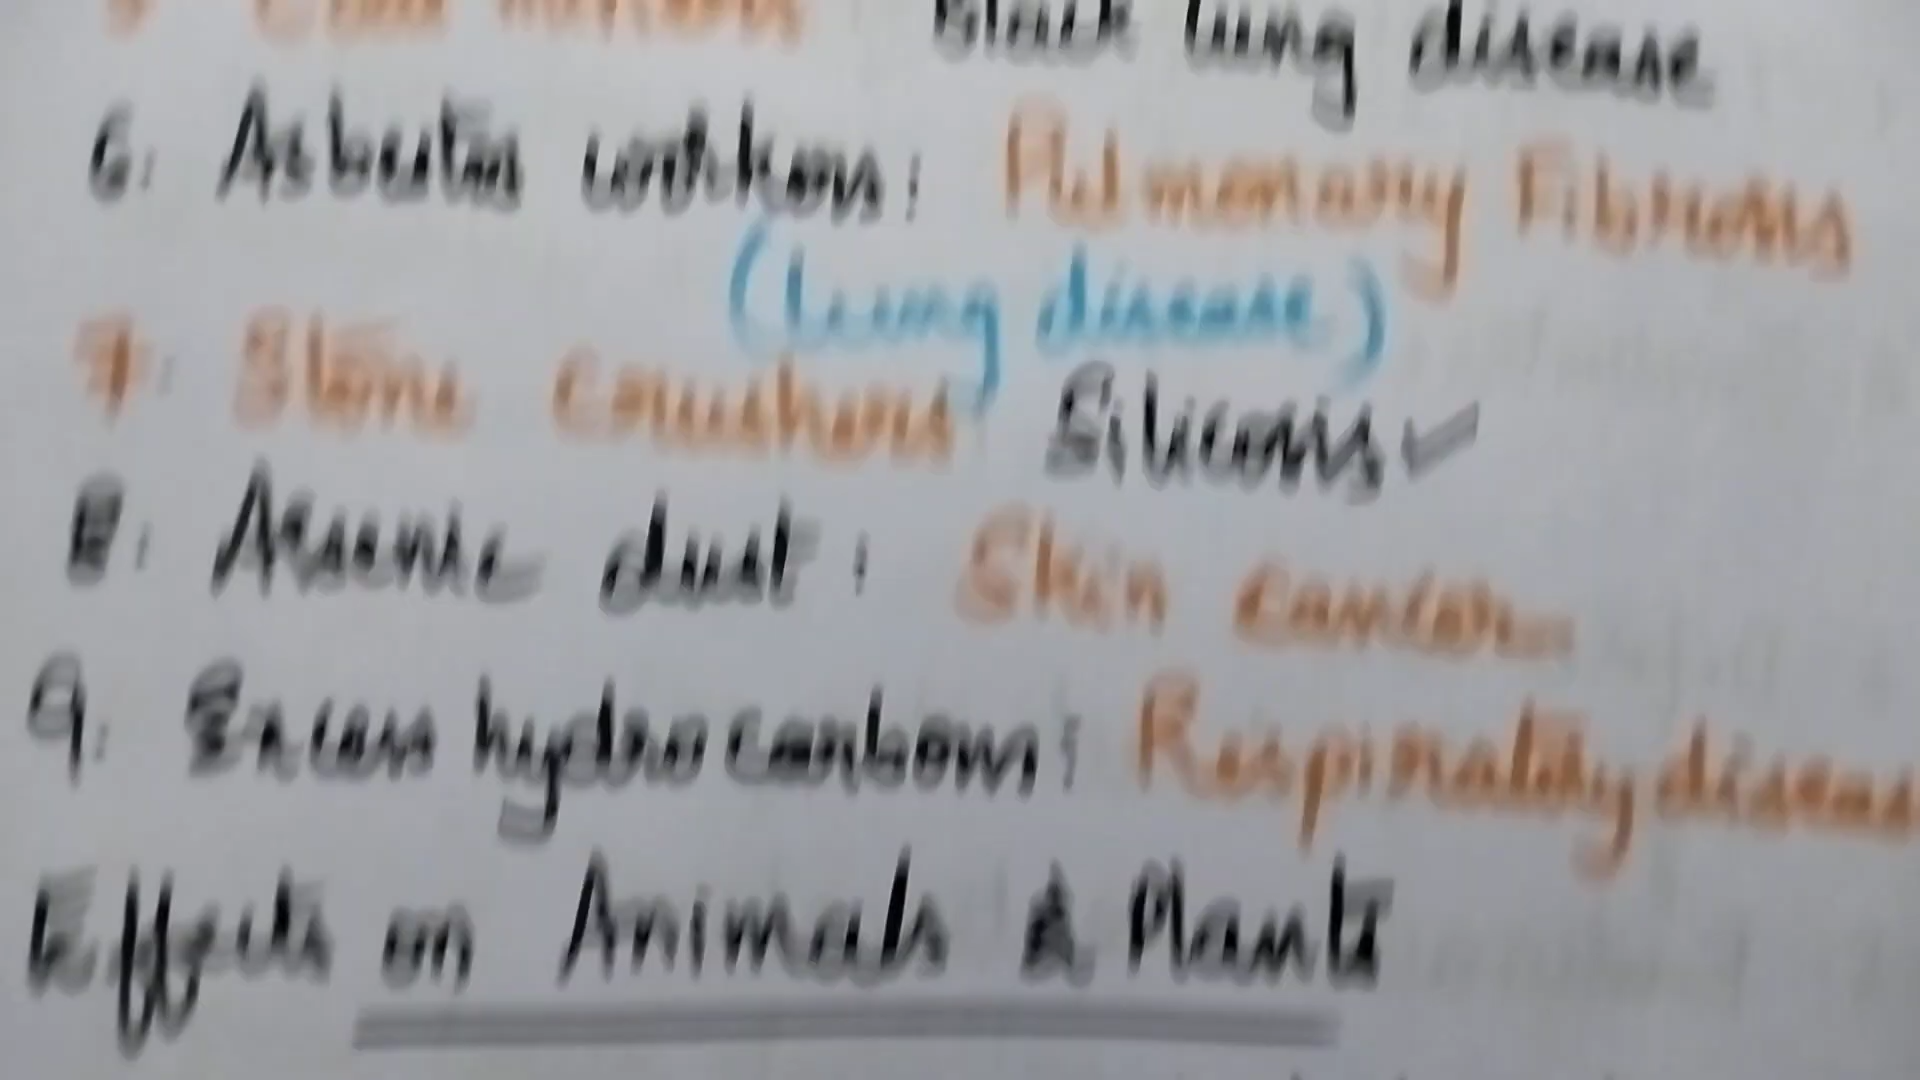 Black lung disease
6: Asbestos workers: Pulmonary Fibrosis
(lung disease)
7: Stone crushers Silicosis ✓
8: Arsenic dust: Skin cancer
9: Excess hydrocarbons: Respiratory diseas
Effects on Animals & Plants